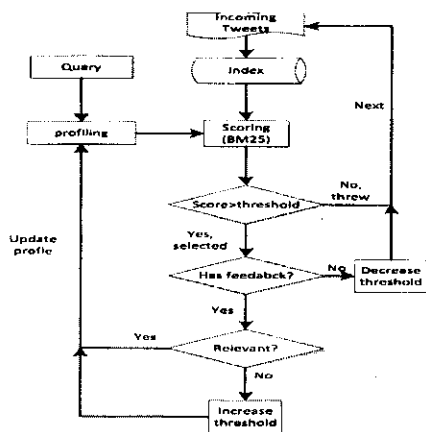 Incoming
Tweets
Query
Index
Next
profiling
Scoring
(BM25)
Score>threshold
No,
threw
Yes,
selected
Update
profie
Has feedabck?
No
Decrease
threshold
Yes
Yes
Relevant?
No
Increase
threshold